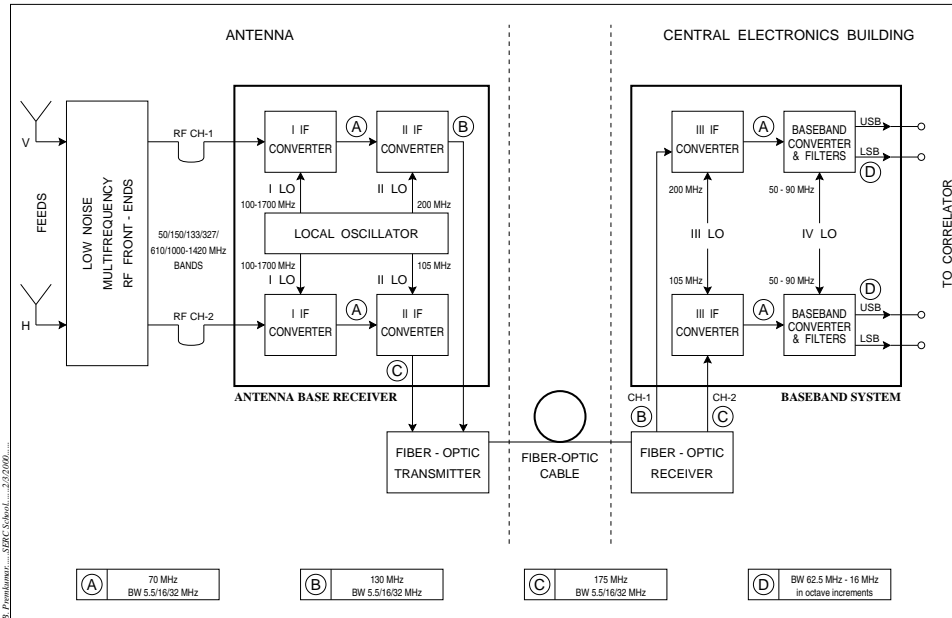 ANTENNA
CENTRAL ELECTRONICS BUILDING
V
H
FEEDS
LOW NOISE
MULTIFREQUENCY
RF FRONT - ENDS
RF CH-1
50/150/133/327/
610/1000-1420 MHz
BANDS
RF CH-2
I IF
CONVERTER
A
II IF
CONVERTER
B
I LO
II LO
100-1700 MHz
200 MHz
LOCAL OSCILLATOR
100-1700 MHz
105 MHz
I LO
II LO
I IF
CONVERTER
A
II IF
CONVERTER
C
ANTENNA BASE RECEIVER
FIBER - OPTIC
TRANSMITTER
FIBER-OPTIC
CABLE
FIBER - OPTIC
RECEIVER
CH-1
B
CH-2
C
III IF
CONVERTER
A
BASEBAND
CONVERTER
& FILTERS
USB
LSB
D
200 MHz
50 - 90 MHz
III LO
IV LO
105 MHz
50 - 90 MHz
III IF
CONVERTER
A
BASEBAND
CONVERTER
& FILTERS
D
USB
LSB
BASEBAND SYSTEM
TO CORRELATOR
A
70 MHz
BW 5.5/16/32 MHz
B
130 MHz
BW 5.5/16/32 MHz
C
175 MHz
BW 5.5/16/32 MHz
D
BW 62.5 MHz - 16 MHz
in octave increments
B. Premkumar......SERC School.......2/3/2000......